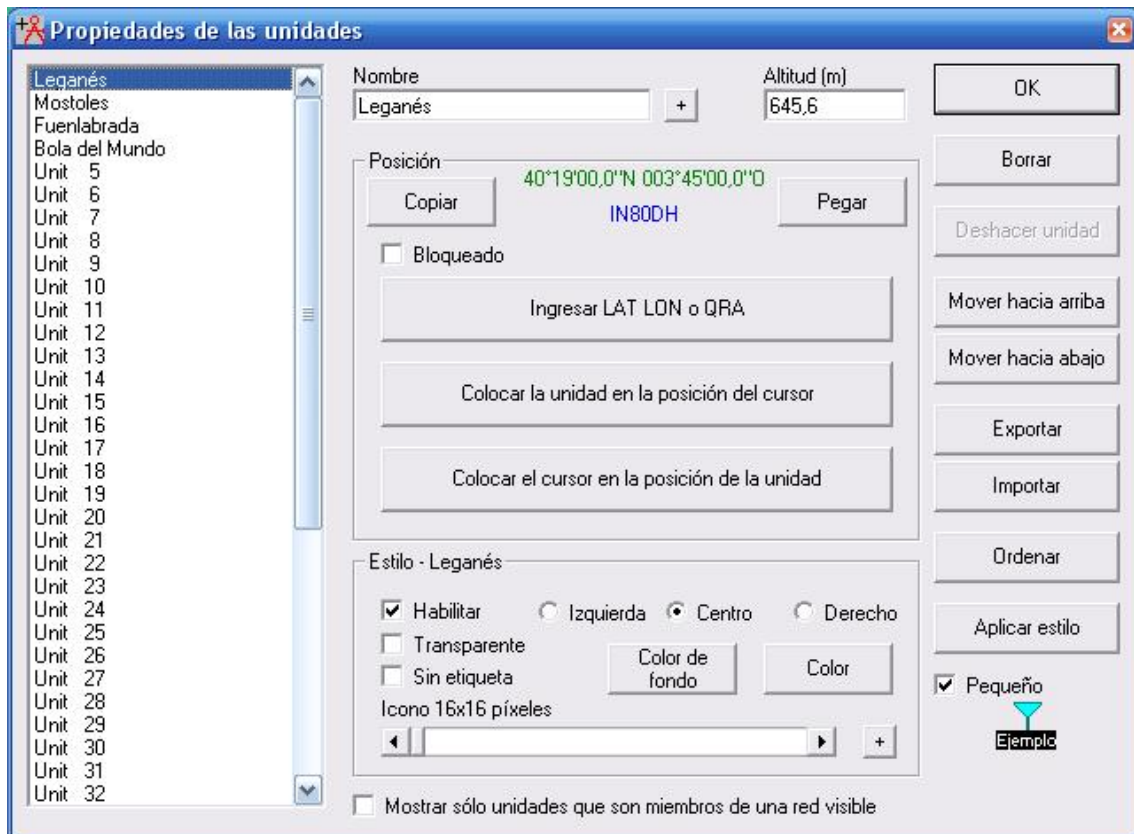 Propiedades de las unidades
Leganés
Mostoles
Fuenlabrada
Bola del Mundo
Unit 5
Unit 6
Unit 7
Unit 8
Unit 9
Unit 10
Unit 11
Unit 12
Unit 13
Unit 14
Unit 15
Unit 16
Unit 17
Unit 18
Unit 19
Unit 20
Unit 21
Unit 22
Unit 23
Unit 24
Unit 25
Unit 26
Unit 27
Unit 28
Unit 29
Unit 30
Unit 31
Unit 32
Nombre
Leganés
+
Altitud (m)
645,6
Posición
Copiar
40°19'00,0"N 003°45'00,0"O
IN80DH
Pegar
Bloqueado
Ingresar LAT LON o QRA
Colocar la unidad en la posición del cursor
Colocar el cursor en la posición de la unidad
Estilo - Leganés
Habilitar
Izquierda
Centro
Derecho
Transparente
Sin etiqueta
Color de
fondo
Color
Icono 16x16 píxeles
+
Mostrar sólo unidades que son miembros de una red visible
OK
Borrar
Deshacer unidad
Mover hacia arriba
Mover hacia abajo
Exportar
Importar
Ordenar
Aplicar estilo
Pequeño
Ejemplo